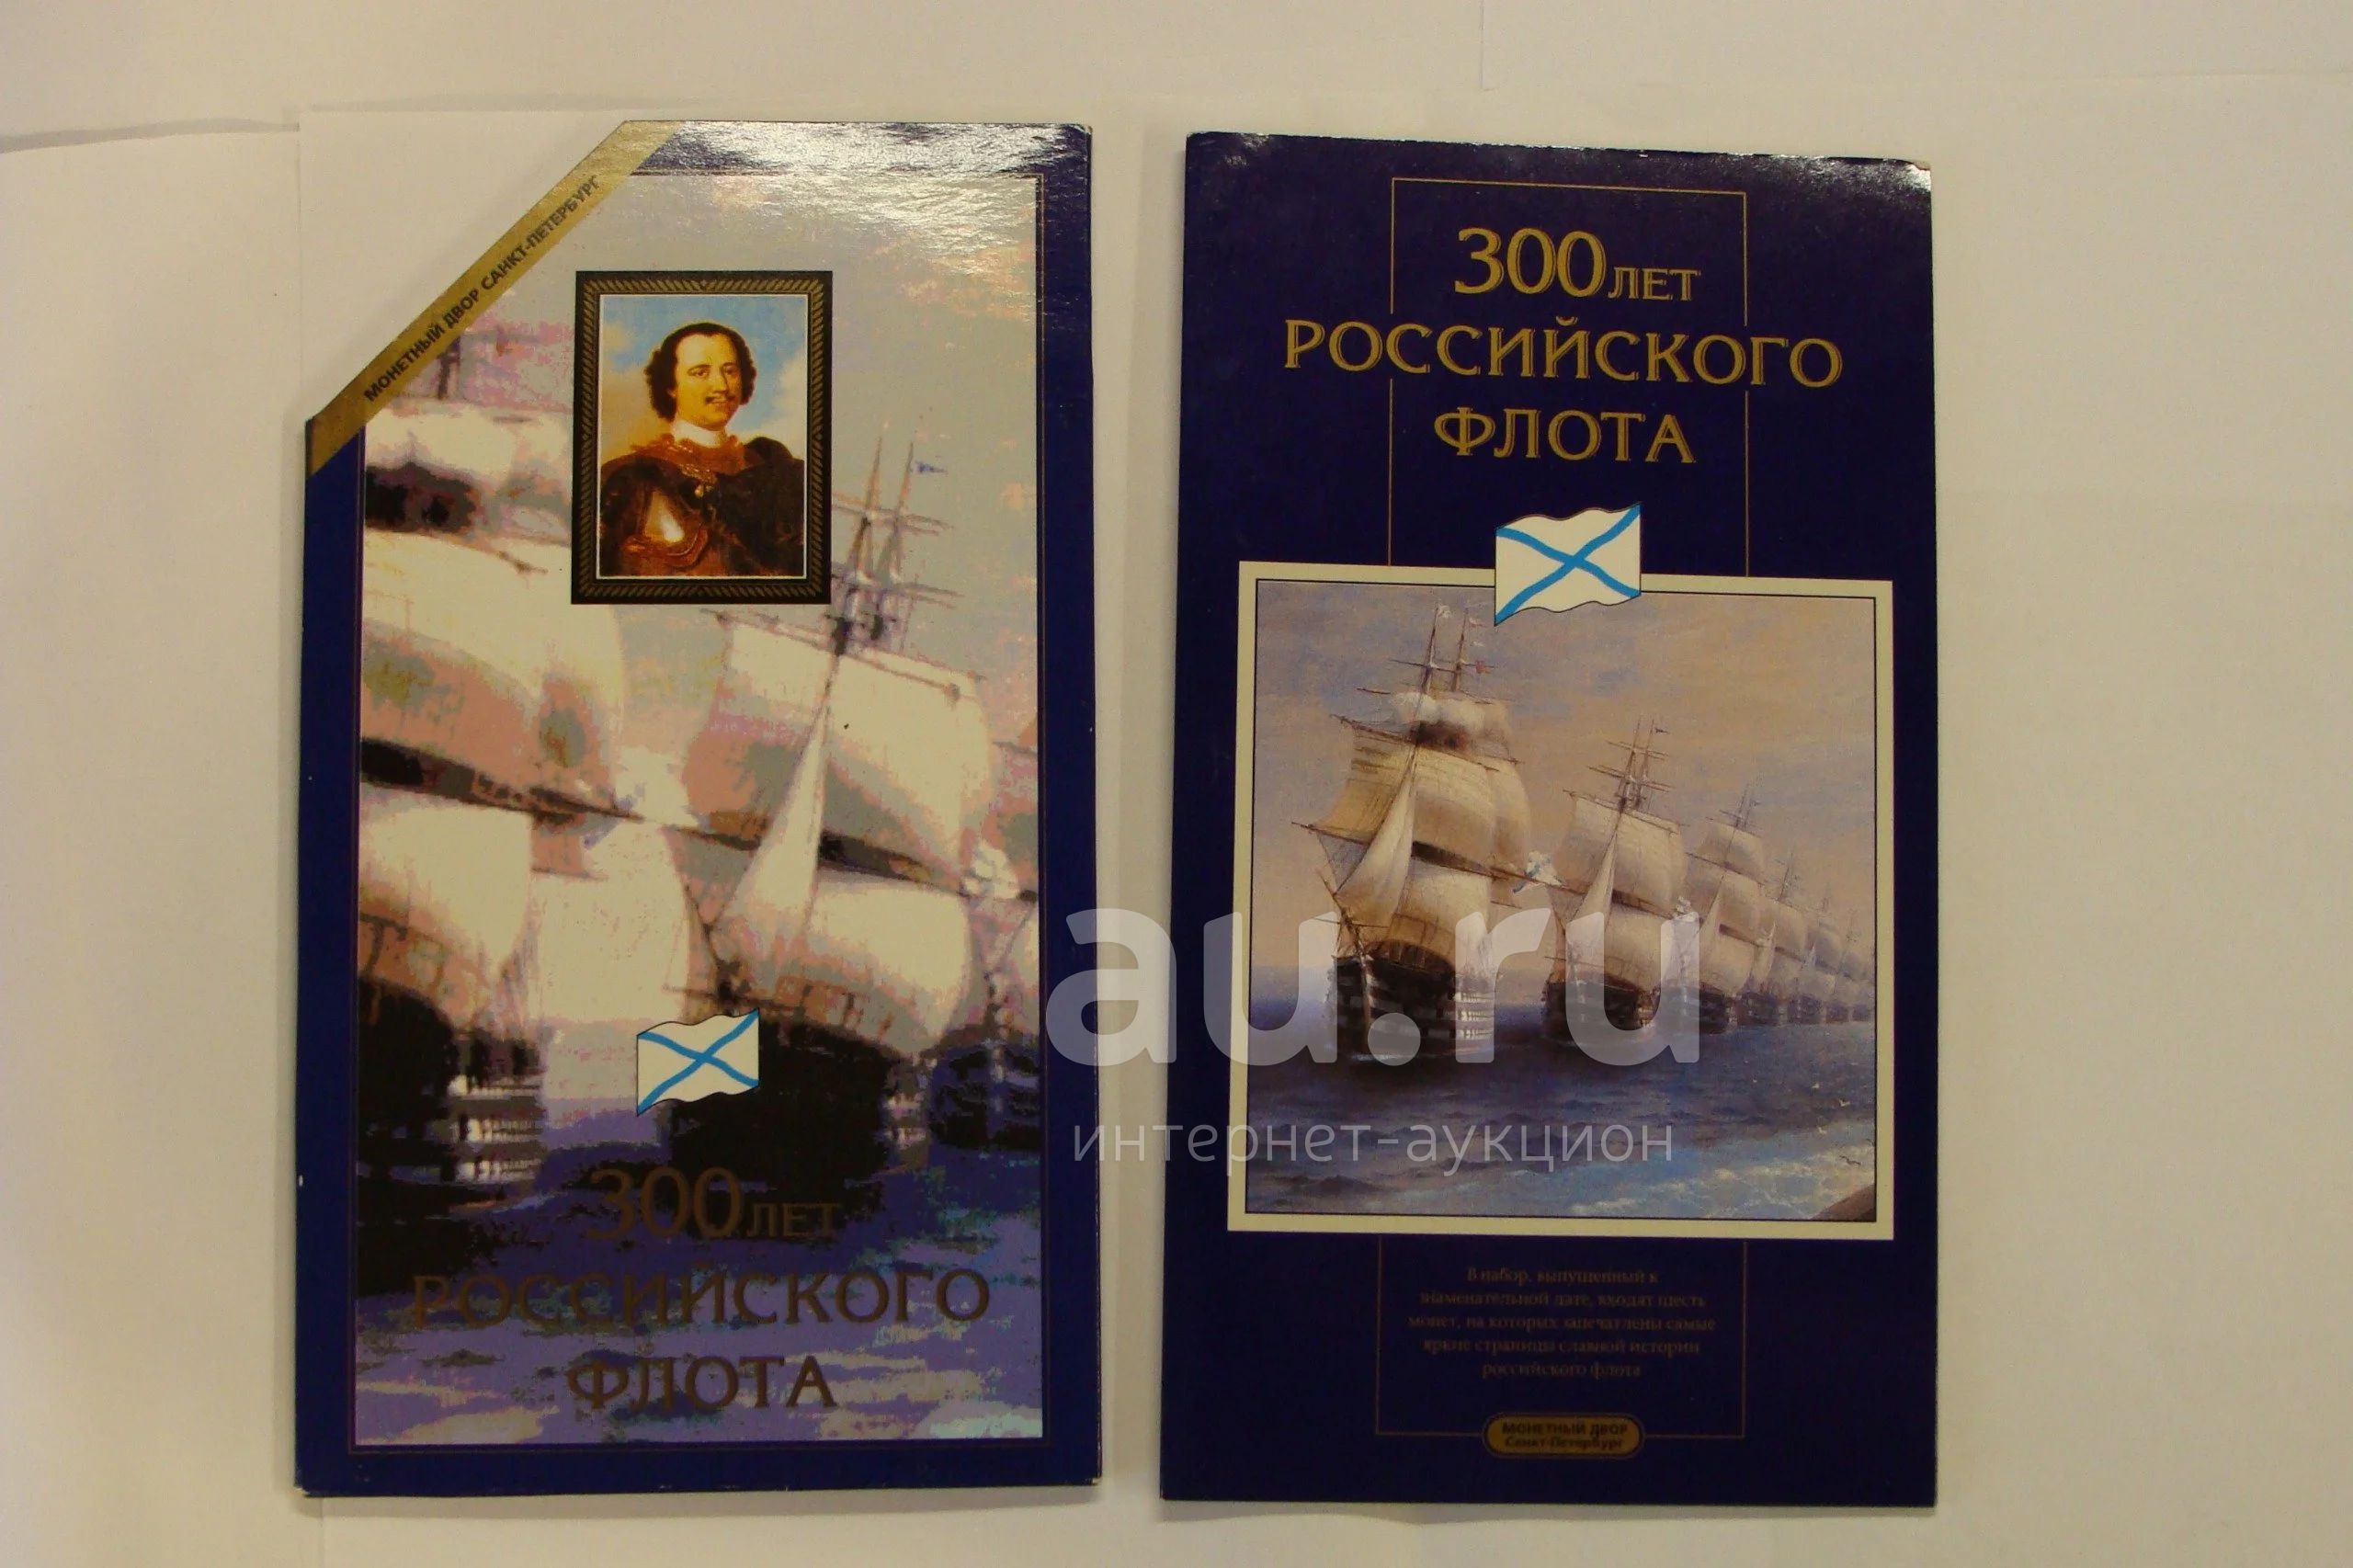 МОНЕТНЫЙ ДВОР САНКТ-ПЕТЕРБУРГ
300 ЛЕТ
РОССИЙСКОГО
ФЛОТА
300 ЛЕТ
РОССИЙСКОГО
ФЛОТА
В набор, выпущенный к
знаменательной дате, входят шесть
монет, на которых запечатлены самые
яркие страницы славной истории
российского флота
МОНЕТНЫЙ ДВОР
Санкт-Петербург
au.ru
интернет-аукцион